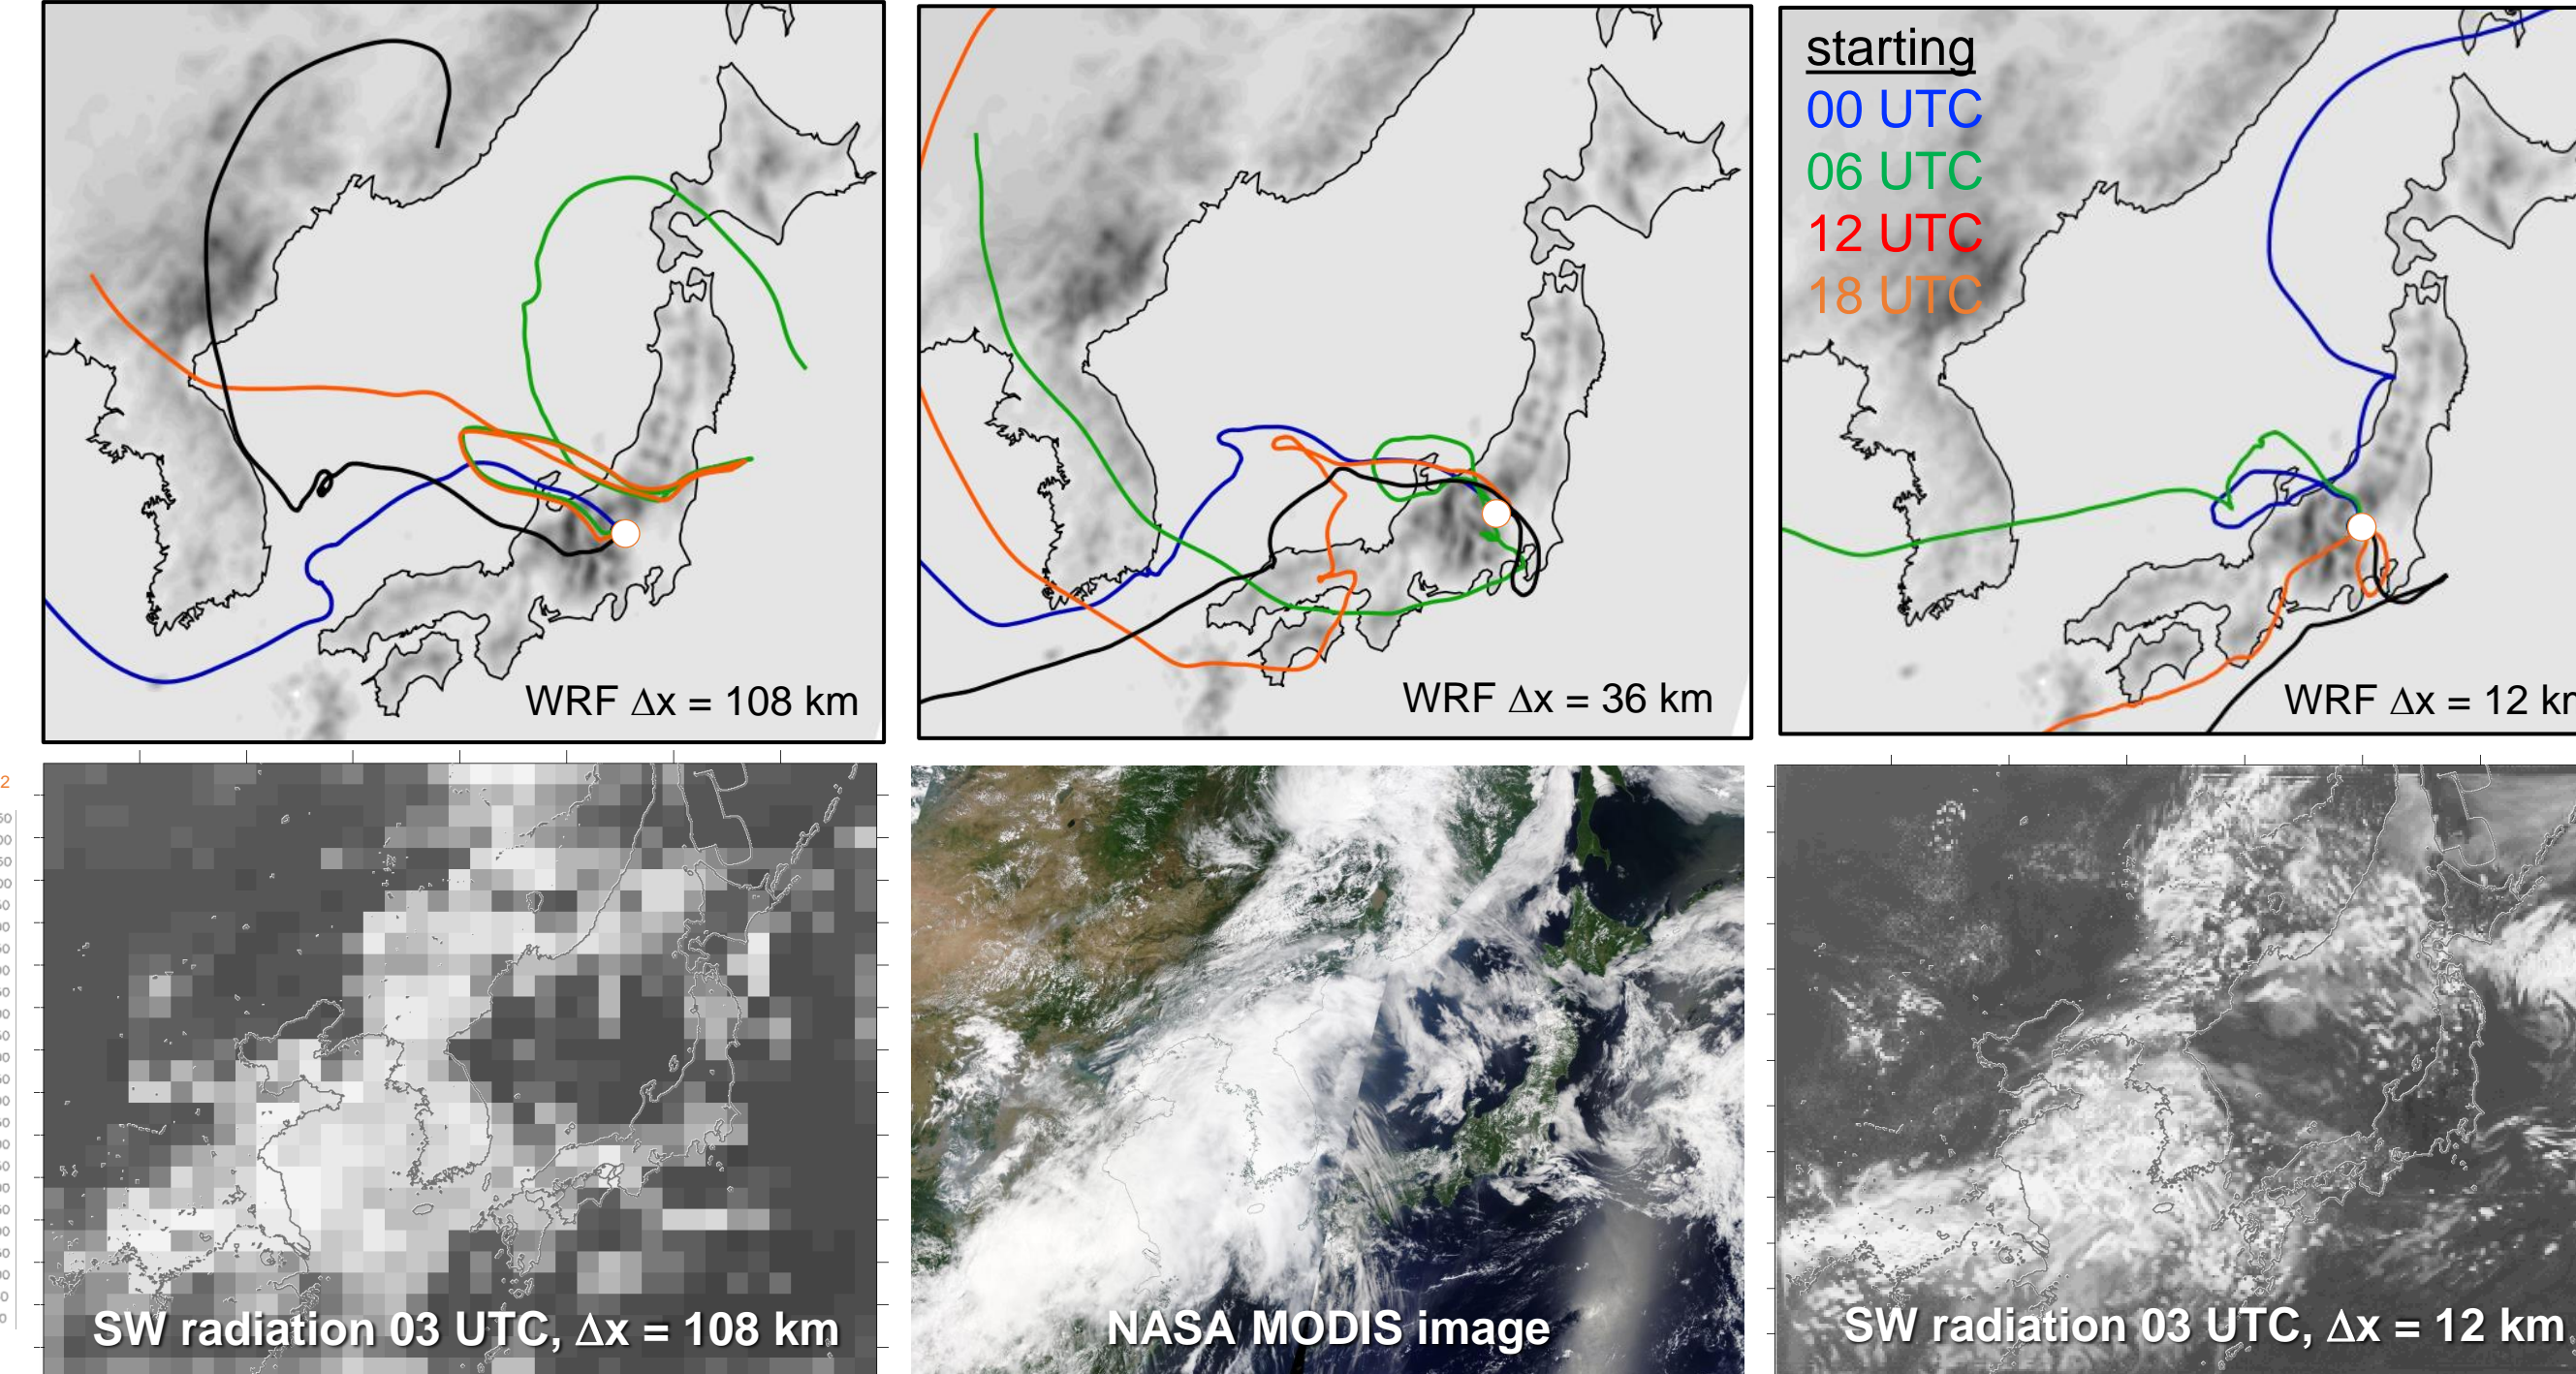 starting
00 UTC
06 UTC
12 UTC
18 UTC
WRF Δx = 108 km
WRF Δx = 36 km
WRF Δx = 12 k
2
SW radiation 03 UTC, Δx = 108 km
NASA MODIS image
SW radiation 03 UTC, Δx = 12 km